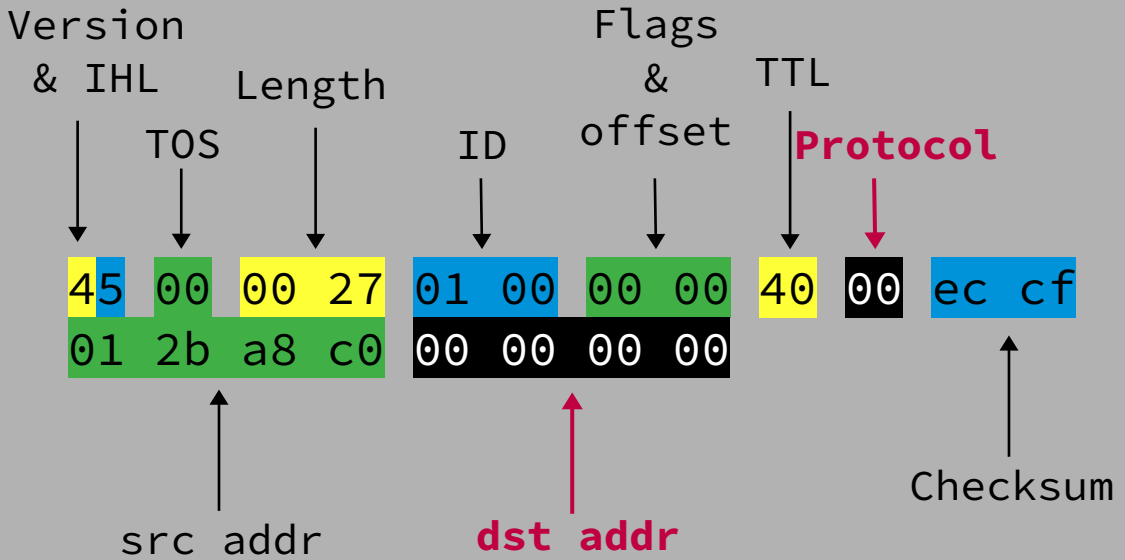 Version
& IHL
TOS
Length
ID
Flags
&
offset
TTL
Protocol
45 00 00 27 01 00 00 00 40 00 ec cf
01 2b a8 c0 00 00 00 00
src addr
dst addr
Checksum